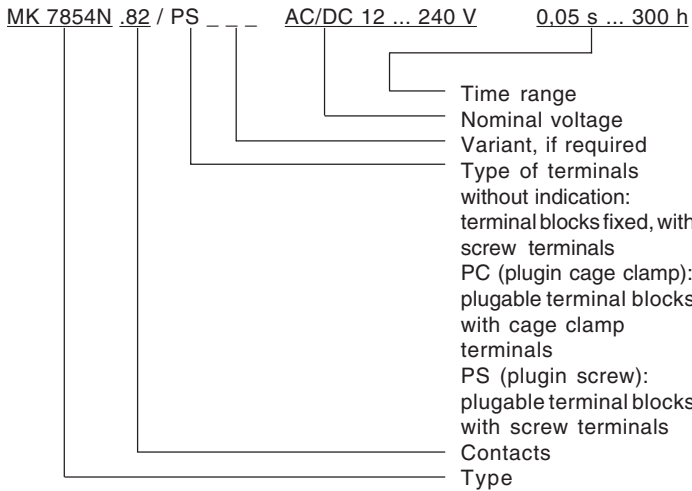 MK 7854N .82 / PS _ _ _ AC/DC 12 ... 240 V 0,05 s ... 300 h
Time range
Nominal voltage
Variant, if required
Type of terminals
without indication:
terminal blocks fixed, with
screw terminals
PC (plugin cage clamp):
plugable terminal blocks
with cage clamp
terminals
PS (plugin screw):
plugable terminal blocks
with screw terminals
Contacts
Type